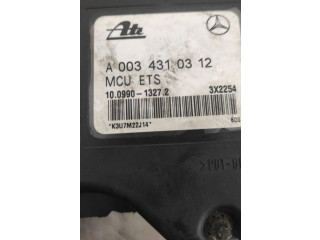 Ate
A 003 431 03 12
MCU ETS
10.0990-1327.2 3X2254
"K3U7M22J14"